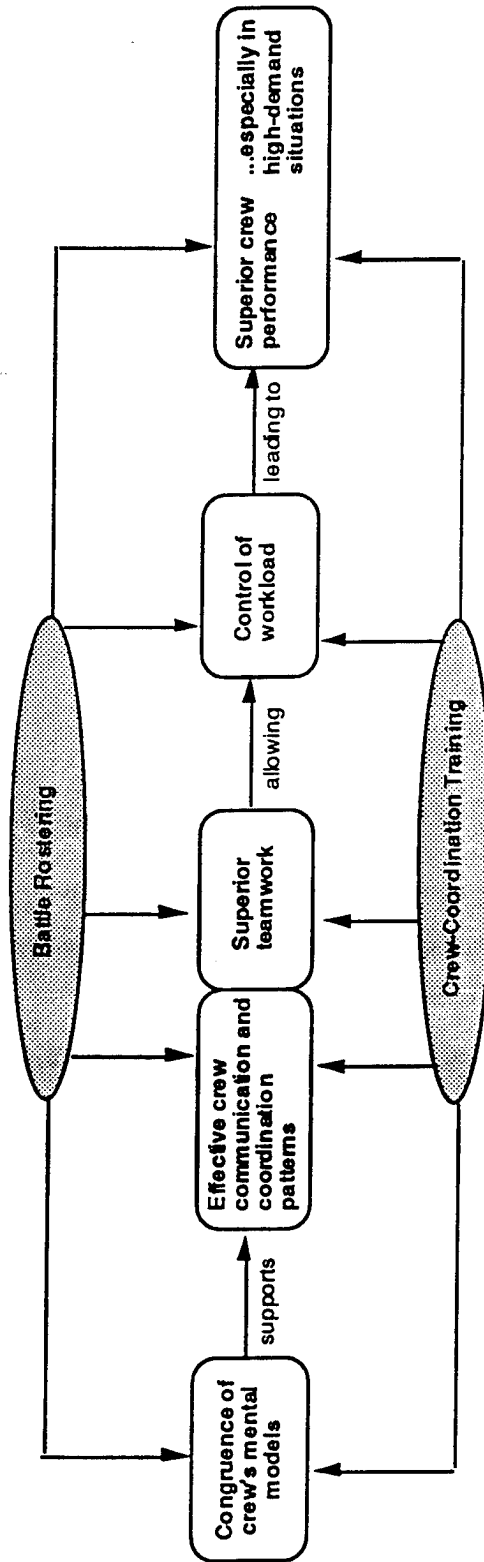 Battle Rostering
Congruence of
crew's mental
models
supports
Effective crew
communication and
coordination
patterns
Superior
teamwork
allowing
Control of
workload
leading to
Superior crew
performance
...especially in
high-demand
situations
Crew-Coordination Training